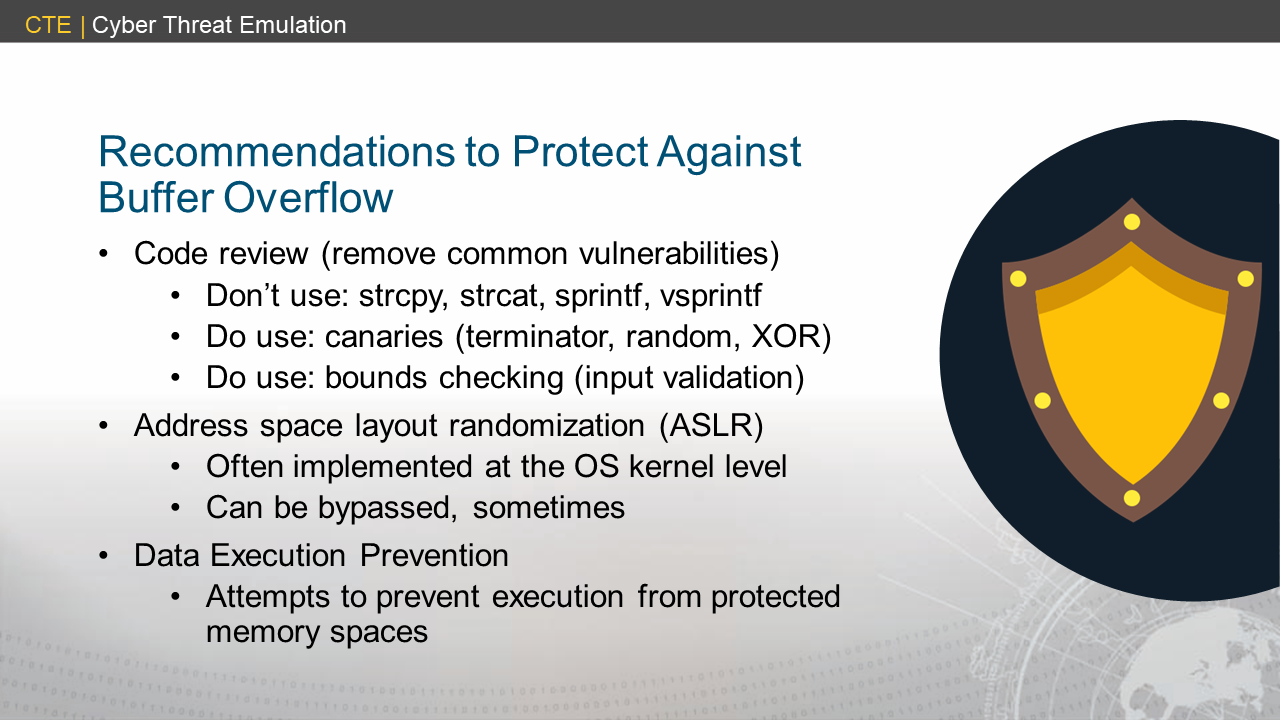 CTE | Cyber Threat Emulation
Recommendations to Protect Against
Buffer Overflow
• Code review (remove common vulnerabilities)
• Don’t use: strcpy, strcat, sprintf, vsprintf
• Do use: canaries (terminator, random, XOR)
• Do use: bounds checking (input validation)
• Address space layout randomization (ASLR)
• Often implemented at the OS kernel level
• Can be bypassed, sometimes
• Data Execution Prevention
• Attempts to prevent execution from protected
memory spaces